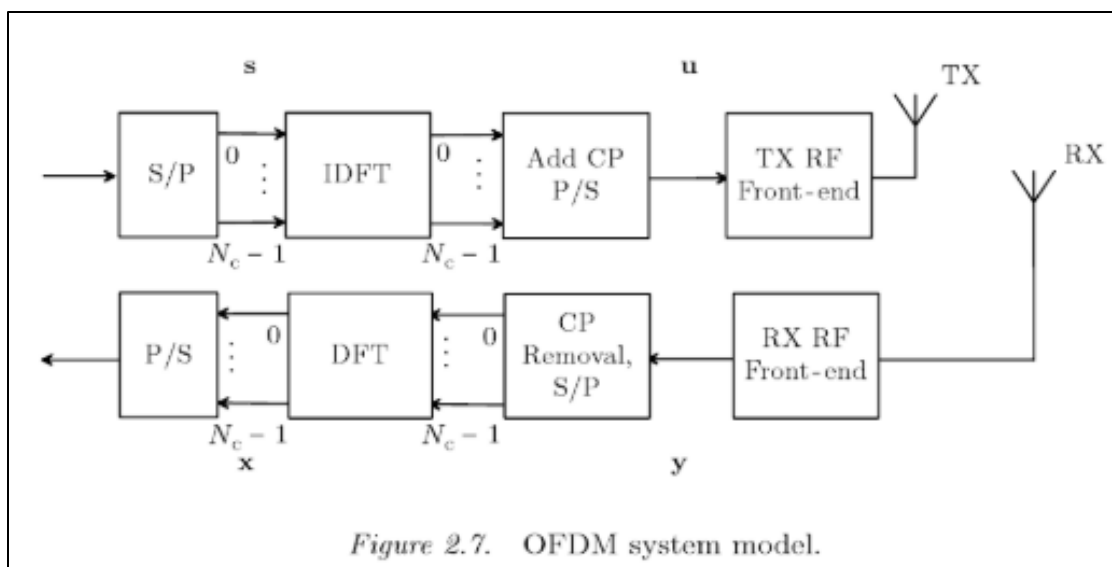 s
u
TX
RX
S/P
0
⋮
N_c − 1
IDFT
0
⋮
N_c − 1
Add CP
P/S
TX RF
Front-end
P/S
0
⋮
N_c − 1
DFT
0
⋮
N_c − 1
CP
Removal,
S/P
RX RF
Front-end
x
y
Figure 2.7. OFDM system model.